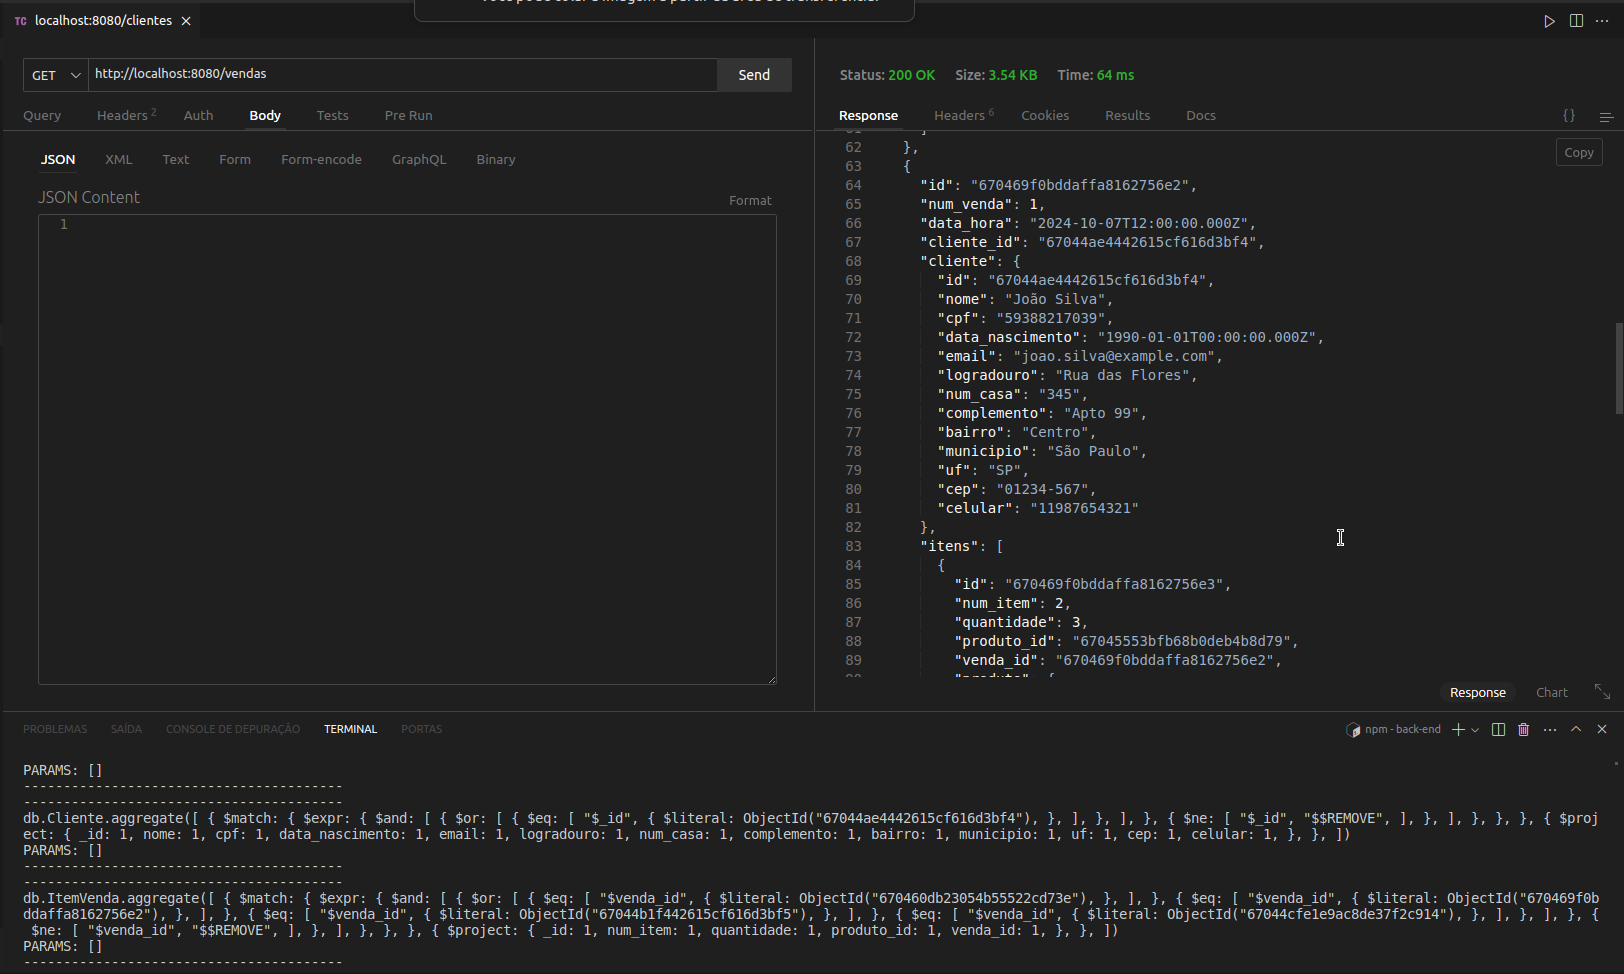 TC localhost:8080/clientes
GET http://localhost:8080/vendas Send
Query Headers 2 Auth Body Tests Pre Run
JSON XML Text Form Form-encode GraphQL Binary
JSON Content
Format
1
Status: 200 OK Size: 3.54 KB Time: 64 ms
Response Headers 6 Cookies Results Docs {}
Copy
62 },
63 {
64 "id": "670469f0bddaffa8162756e2",
65 "num_venda": 1,
66 "data_hora": "2024-10-07T12:00:00.000Z",
67 "cliente_id": "67044ae4442615cf616d3bf4",
68 "cliente": {
69 "id": "67044ae4442615cf616d3bf4",
70 "nome": "João Silva",
71 "cpf": "59388217039",
72 "data_nascimento": "1990-01-01T00:00:00.000Z",
73 "email": "joao.silva@example.com",
74 "logradouro": "Rua das Flores",
75 "num_casa": "345",
76 "complemento": "Apto 99",
77 "bairro": "Centro",
78 "municipio": "São Paulo",
79 "uf": "SP",
80 "cep": "01234-567",
81 "celular": "11987654321"
82 },
83 "itens": [
84 {
85 "id": "670469f0bddaffa8162756e3",
86 "num_item": 2,
87 "quantidade": 3,
88 "produto_id": "67045553bfb68b0deb4b8d79",
89 "venda_id": "670469f0bddaffa8162756e2",
Response Chart
PROBLEMAS SAÍDA CONSOLE DE DEPURAÇÃO TERMINAL PORTAS
npm - back-end
PARAMS: []
----------------------------------------
----------------------------------------
db.Cliente.aggregate([ { $match: { $expr: { $and: [ { $or: [ { $eq: [ "$_id", { $literal: ObjectId("67044ae4442615cf616d3bf4"), }, ], }, ], }, { $ne: [ "$_id", "$$REMOVE", ], }, ], }, }, }, { $proj
ect: { _id: 1, nome: 1, cpf: 1, data_nascimento: 1, email: 1, logradouro: 1, num_casa: 1, complemento: 1, bairro: 1, municipio: 1, uf: 1, cep: 1, celular: 1, }, }, ])
PARAMS: []
----------------------------------------
----------------------------------------
db.ItemVenda.aggregate([ { $match: { $expr: { $and: [ { $or: [ { $eq: [ "$venda_id", { $literal: ObjectId("670460db23054b55522cd73e"), }, ], }, { $eq: [ "$venda_id", { $literal: ObjectId("670469f0b
ddaffa8162756e2"), }, ], }, { $eq: [ "$venda_id", { $literal: ObjectId("67044b1f442615cf616d3bf5"), }, ], }, { $eq: [ "$venda_id", { $literal: ObjectId("67044cfe1e9ac8de37f2c914"), }, ], }, ], }, {
$ne: [ "$venda_id", "$$REMOVE", ], }, ], }, }, }, { $project: { _id: 1, num_item: 1, quantidade: 1, produto_id: 1, venda_id: 1, }, }, ])
PARAMS: []
----------------------------------------